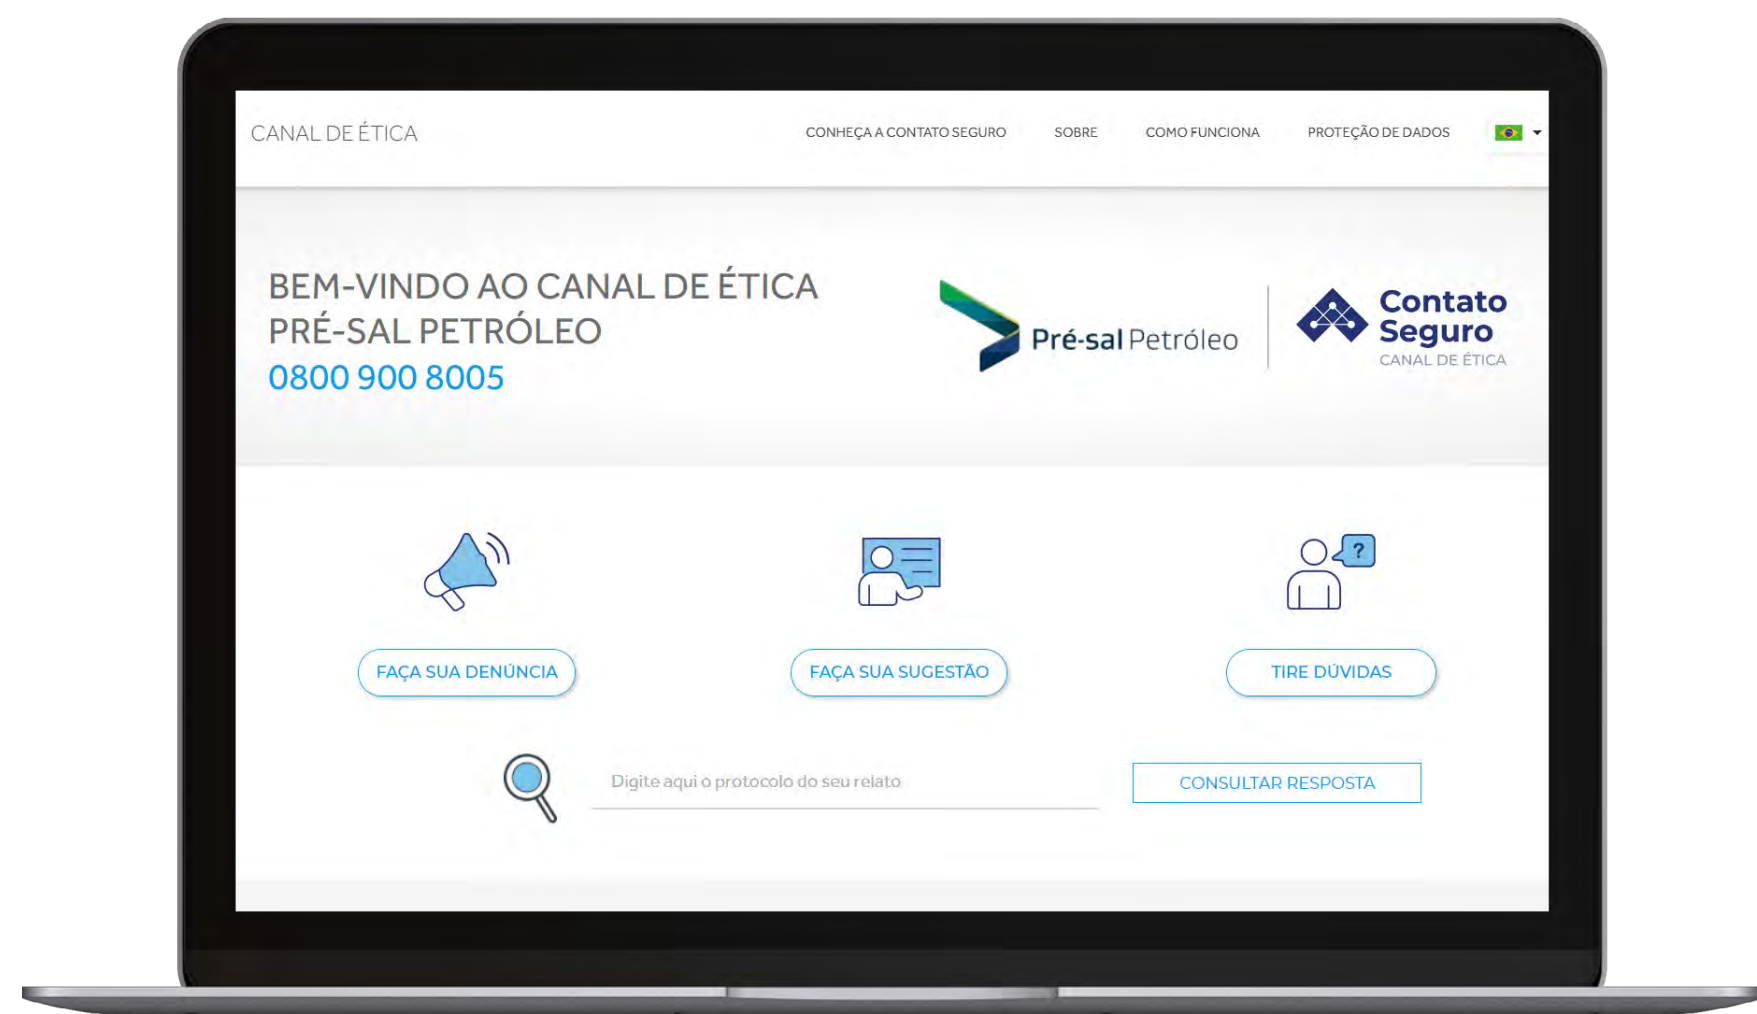 CANAL DE ÉTICA
CONHEÇA A CONTATO SEGURO SOBRE COMO FUNCIONA PROTEÇÃO DE DADOS
BEM-VINDO AO CANAL DE ÉTICA
PRÉ-SAL PETRÓLEO
0800 900 8005
Pré-sal Petróleo
Contato
Seguro
CANAL DE ÉTICA
?
FAÇA SUA DENÚNCIA
FAÇA SUA SUGESTÃO
TIRE DÚVIDAS
Digite aqui o protocolo do seu relato
CONSULTAR RESPOSTA